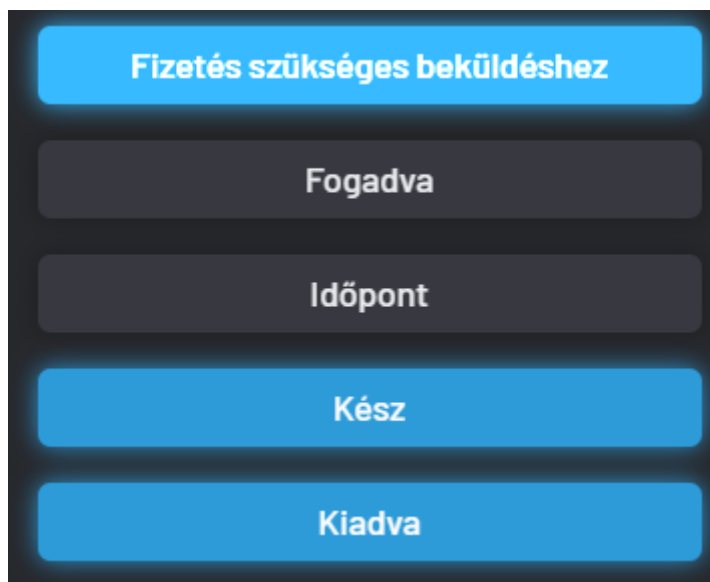 Fizetés szükséges beküldéshez
Fogadva
Időpont
Kész
Kiadva